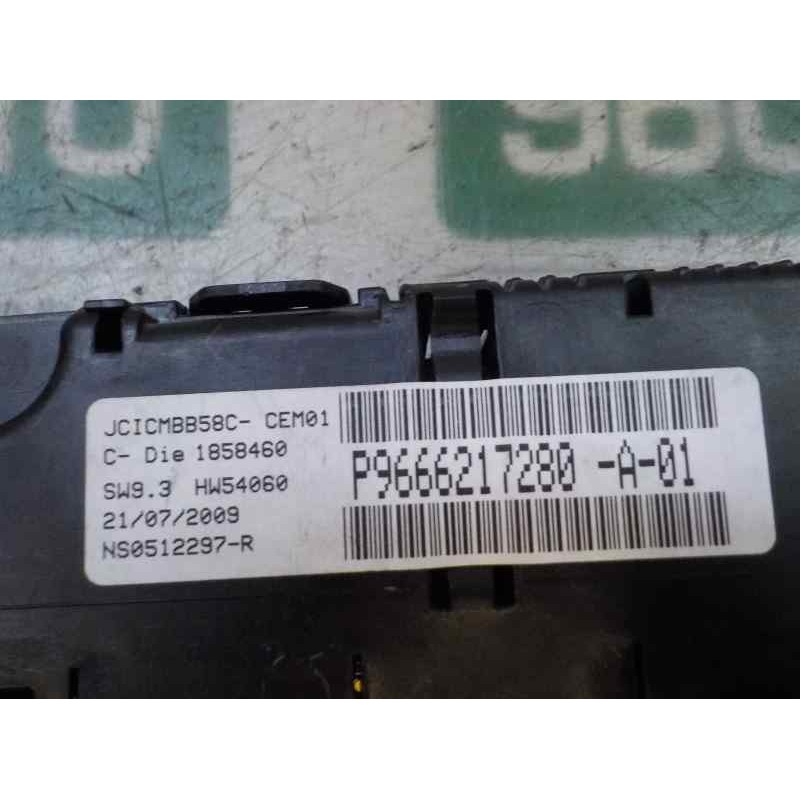 JCICMBB58C- CEM01
C- Die 1858460
SW9.3 HW54060
21/07/2009
NS0512297-R
P9666217280 -A-01